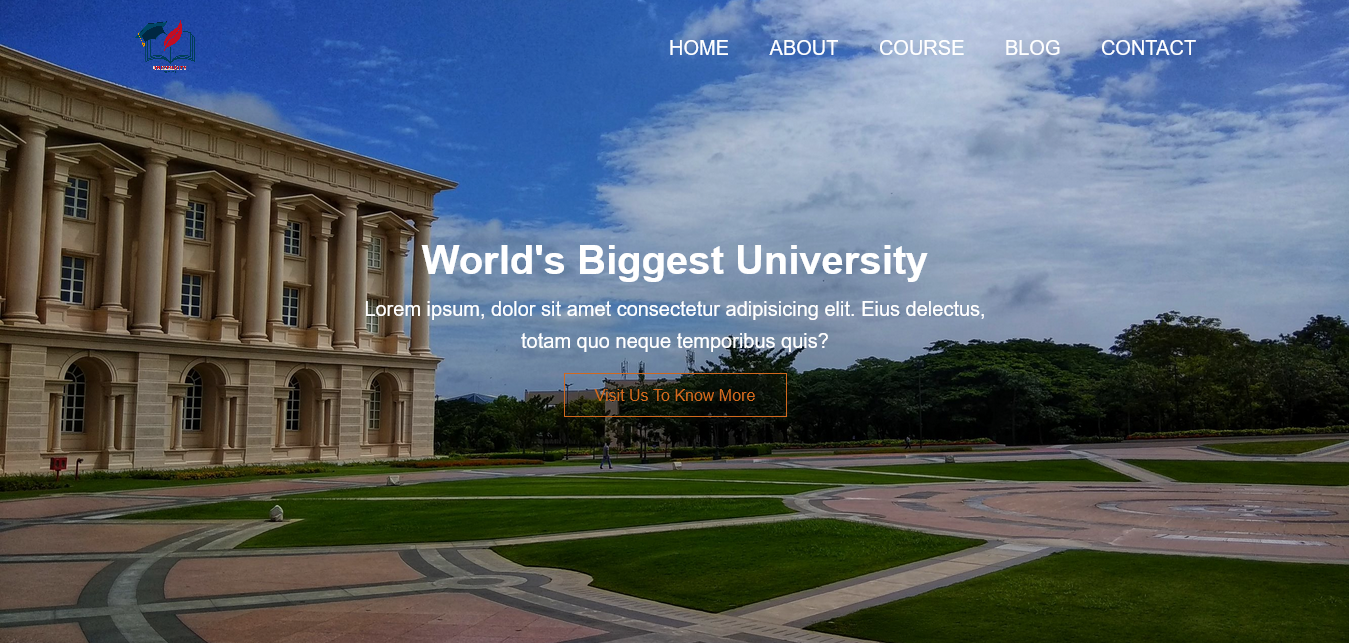 HOME ABOUT COURSE BLOG CONTACT
World's Biggest University
Lorem ipsum, dolor sit amet consectetur adipisicing elit. Eius delectus,
totam quo neque temporibus quis?
Visit Us To Know More